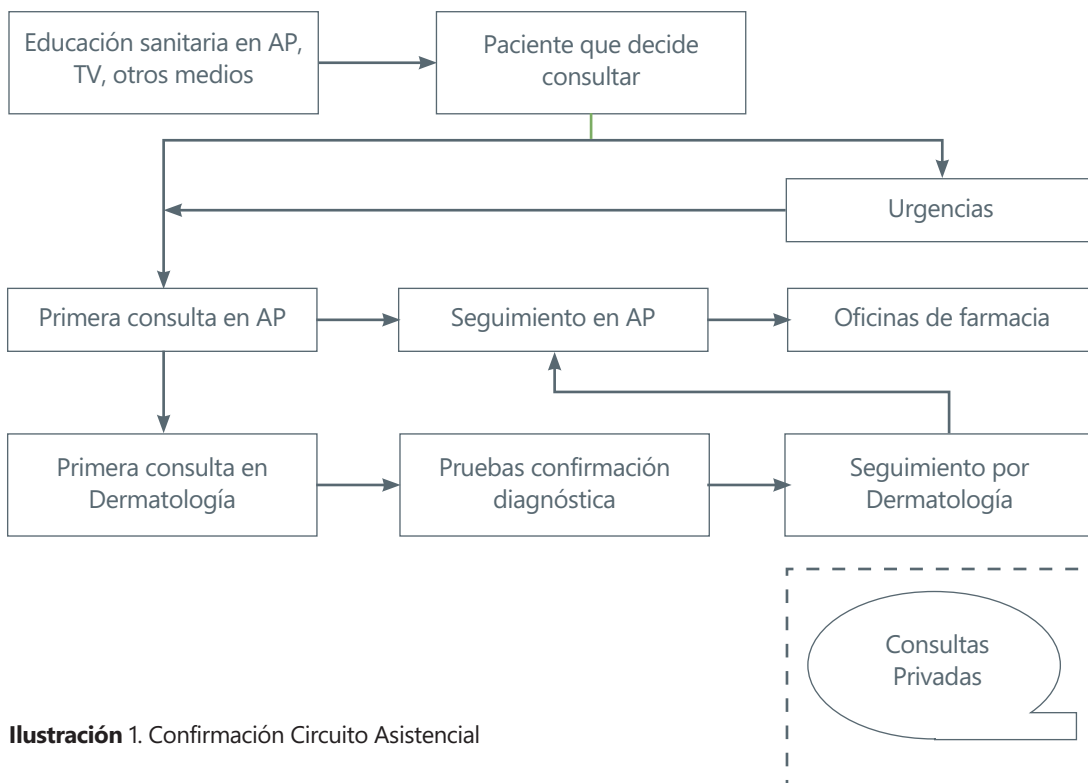 Educación sanitaria en AP,
TV, otros medios
Paciente que decide
consultar
Urgencias
Primera consulta en AP
Seguimiento en AP
Oficinas de farmacia
Primera consulta en
Dermatología
Pruebas confirmación
diagnóstica
Seguimiento por
Dermatología
Consultas
Privadas
Ilustración 1. Confirmación Circuito Asistencial